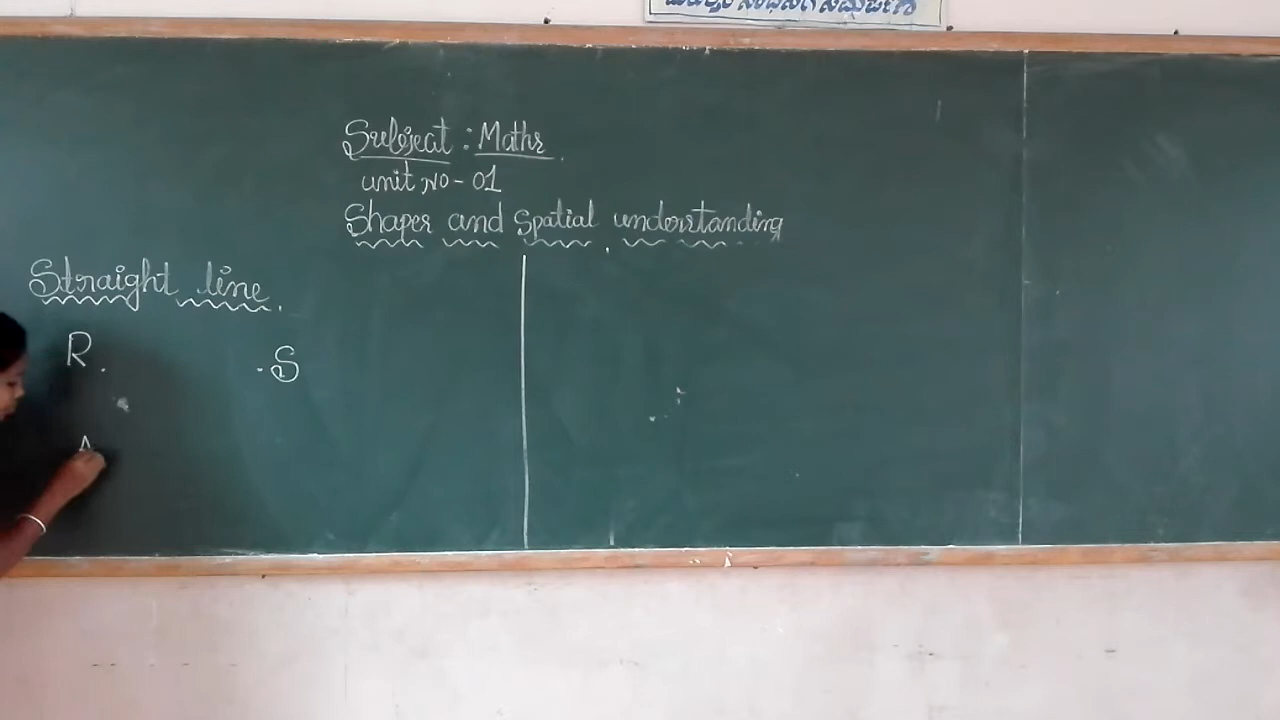 Subject : Maths
unit NO - 01
Shapes and Spatial understanding
Straight line.
R. .S
A